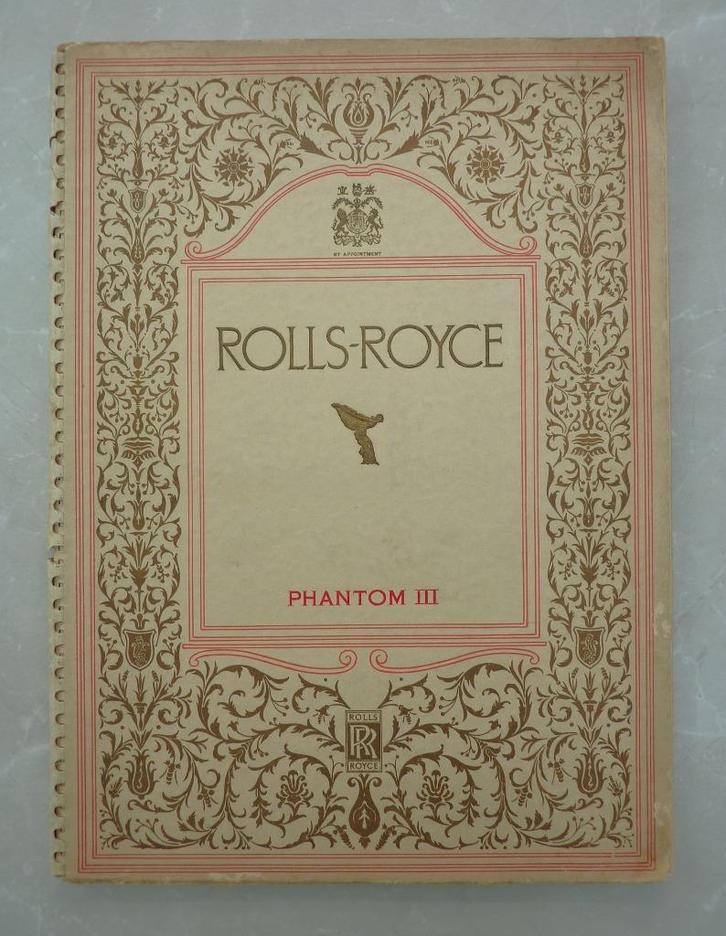 BY APPOINTMENT
ROLLS-ROYCE
PHANTOM III
ROLLS
RR
ROYCE